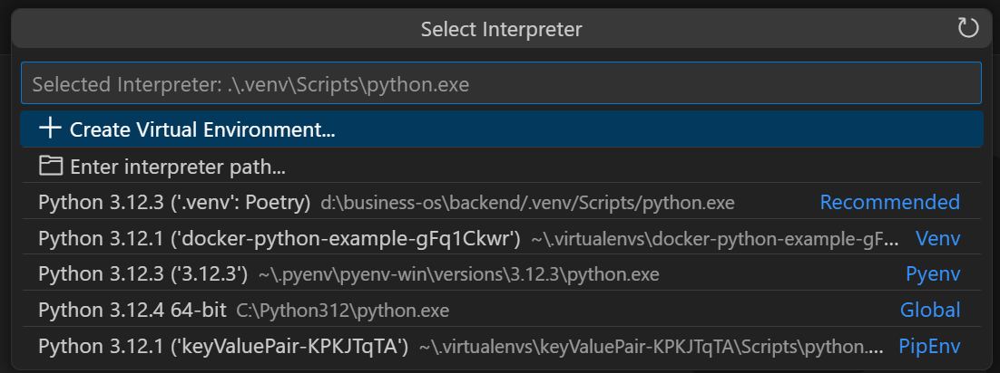 Select Interpreter
Selected Interpreter: .\.venv\Scripts\python.exe
Create Virtual Environment...
Enter interpreter path...
Python 3.12.3 ('.venv': Poetry) d:\business-os\backend/.venv/Scripts/python.exe Recommended
Python 3.12.1 ('docker-python-example-gFq1Ckwr') ~\.virtualenvs\docker-python-example-gF... Venv
Python 3.12.3 ('3.12.3') ~\.pyenv\pyenv-win\versions\3.12.3\python.exe Pyenv
Python 3.12.4 64-bit C:\Python312\python.exe Global
Python 3.12.1 ('keyValuePair-KPKJTqTA') ~\.virtualenvs\keyValuePair-KPKJTqTA\Scripts\python.... PipEnv